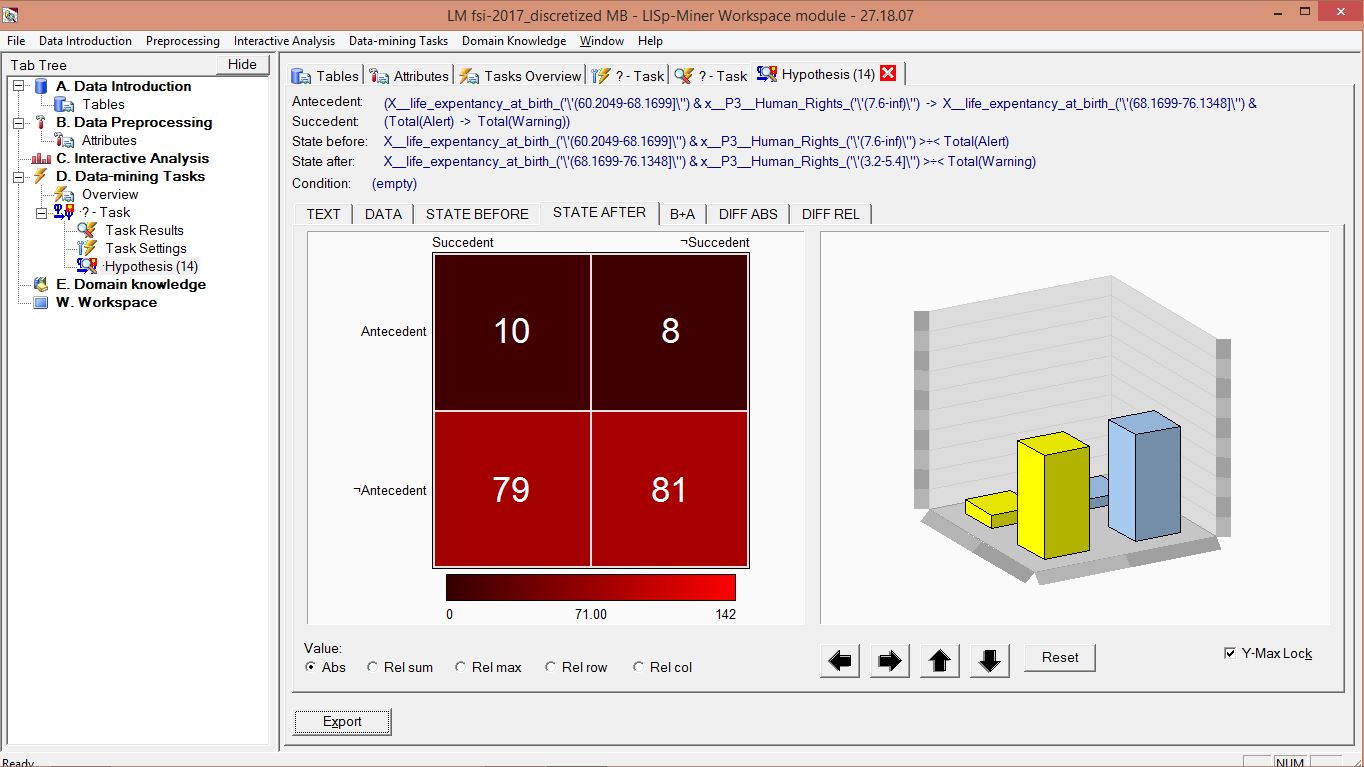 LM fsi-2017_discretized MB - LISp-Miner Workspace module - 27.18.07
File Data Introduction Preprocessing Interactive Analysis Data-mining Tasks Domain Knowledge Window Help
Tab Tree
Hide
A. Data Introduction
Tables
B. Data Preprocessing
Attributes
C. Interactive Analysis
D. Data-mining Tasks
Overview
? - Task
Task Results
Task Settings
Hypothesis (14)
E. Domain knowledge
W. Workspace
Tables Attributes Tasks Overview ? - Task ? - Task Hypothesis (14)
Antecedent: (X__life_expentancy_at_birth_('\'(60.2049-68.1699]\'') & x__P3__Human_Rights_('\'(7.6-inf)\'') -> X__life_expentancy_at_birth_('\'(68.1699-76.1348]\'') &
Succedent: (Total(Alert) -> Total(Warning))
State before: X__life_expentancy_at_birth_('\'(60.2049-68.1699]\'') & x__P3__Human_Rights_('\'(7.6-inf)\'') >÷< Total(Alert)
State after: X__life_expentancy_at_birth_('\'(68.1699-76.1348]\'') & x__P3__Human_Rights_('\'(3.2-5.4]\'') >÷< Total(Warning)
Condition: (empty)
TEXT DATA STATE BEFORE STATE AFTER B+A DIFF ABS DIFF REL
Succedent ¬Succedent
Antecedent 10 8
¬Antecedent 79 81
0 71.00 142
Value:
Abs Rel sum Rel max Rel row Rel col
Reset
Y-Max Lock
Export
Ready
NUM